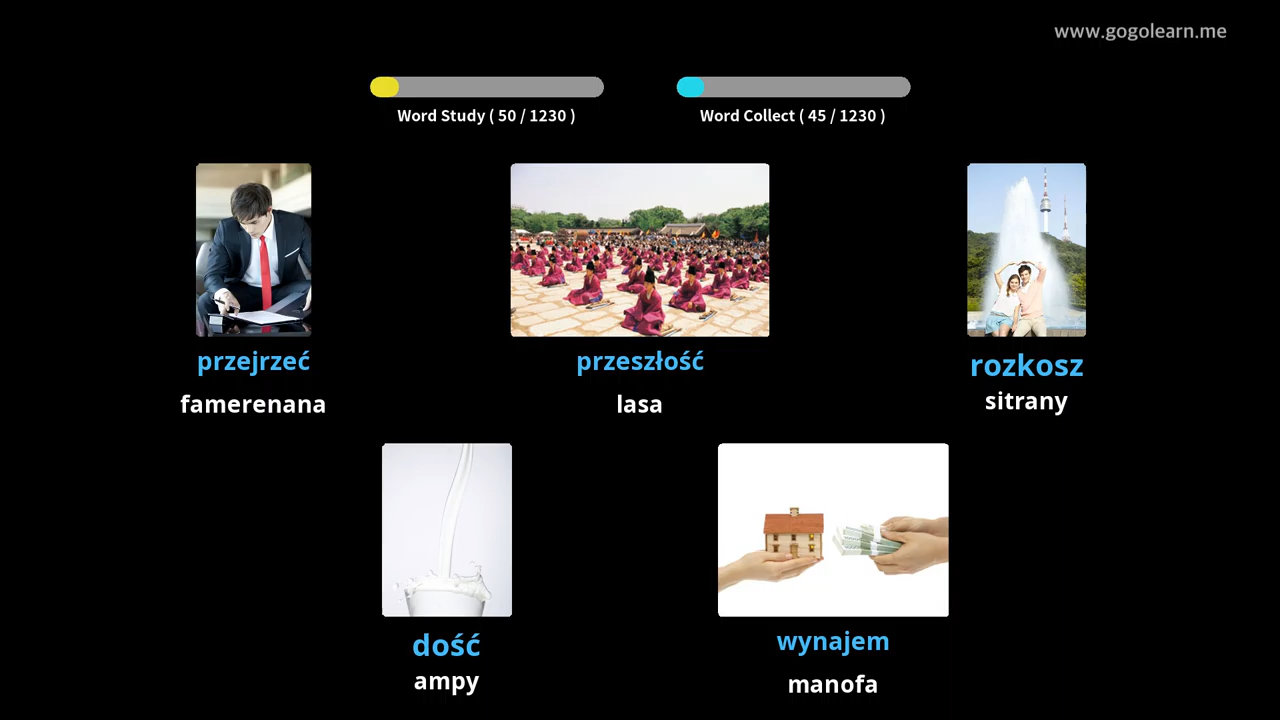 www.gogolearn.me
Word Study ( 50 / 1230 )
Word Collect ( 45 / 1230 )
przejrzeć
famerenana
przeszłość
lasa
rozkosz
sitrany
dość
ampy
wynajem
manofa